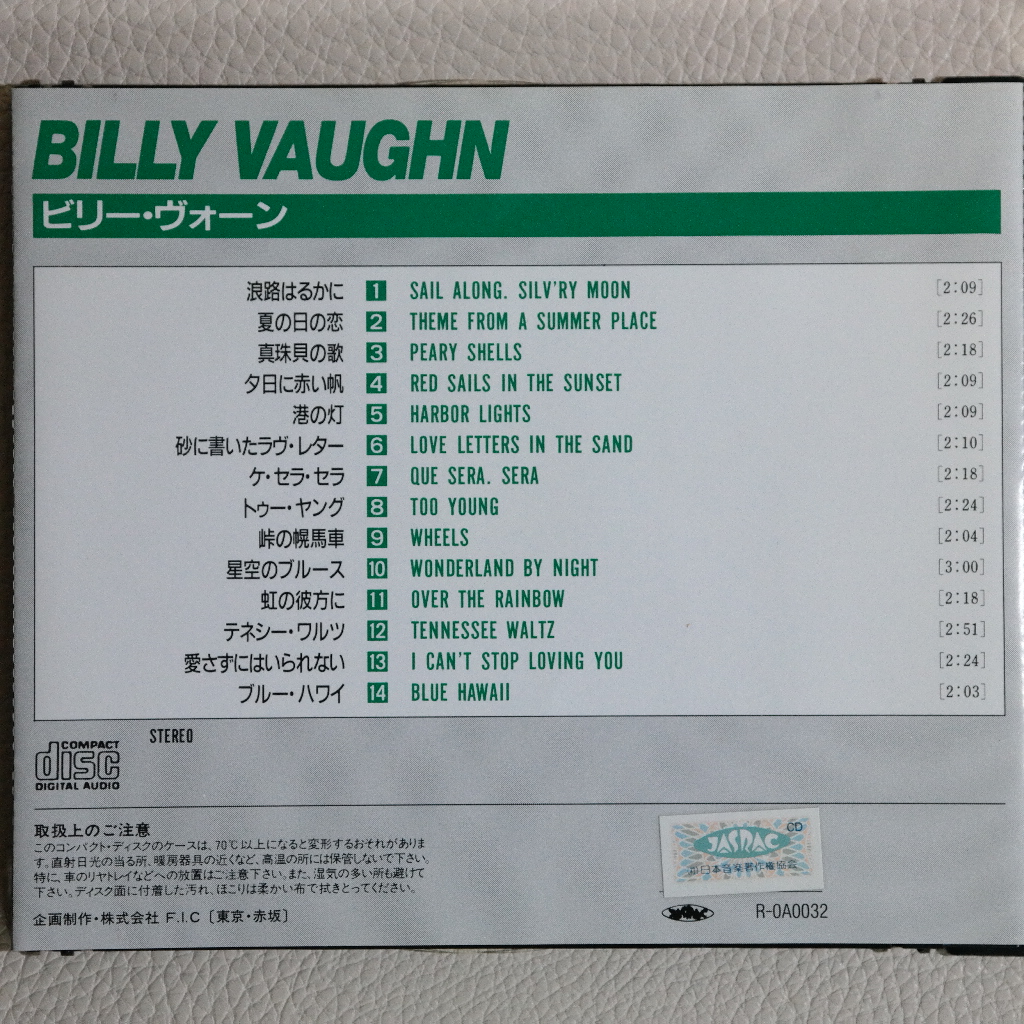 BILLY VAUGHN
ビリー・ヴォーン
浪路はるかに 1 SAIL ALONG. SILV'RY MOON [2:09]
夏の日の恋 2 THEME FROM A SUMMER PLACE [2:26]
真珠貝の歌 3 PEARY SHELLS [2:18]
夕日に赤い帆 4 RED SAILS IN THE SUNSET [2:09]
港の灯 5 HARBOR LIGHTS [2:09]
砂に書いたラヴ・レター 6 LOVE LETTERS IN THE SAND [2:10]
ケ・セラ・セラ 7 QUE SERA. SERA [2:18]
トゥー・ヤング 8 TOO YOUNG [2:24]
峠の幌馬車 9 WHEELS [2:04]
星空のブルース 10 WONDERLAND BY NIGHT [3:00]
虹の彼方に 11 OVER THE RAINBOW [2:18]
テネシー・ワルツ 12 TENNESSEE WALTZ [2:51]
愛さずにはいられない 13 I CAN'T STOP LOVING YOU [2:24]
ブルー・ハワイ 14 BLUE HAWAII [2:03]
STEREO
COMPACT
disc
DIGITAL AUDIO
取扱上のご注意
このコンパクト・ディスクのケースは、70℃以上になると変形するおそれがありま
す。直射日光の当る所、暖房器具の近くなど、高温の所には保管しないで下さい。
特に、車のリヤトレイなどへの放置はご注意下さい。また、湿気の多い所も避けて
下さい。ディスク面に付着した汚れ、ほこりは柔かい布で拭きとってください。
企画制作・株式会社 F.I.C〔東京・赤坂〕
CD
JASRAC
日本音楽著作権協会
R-0A0032